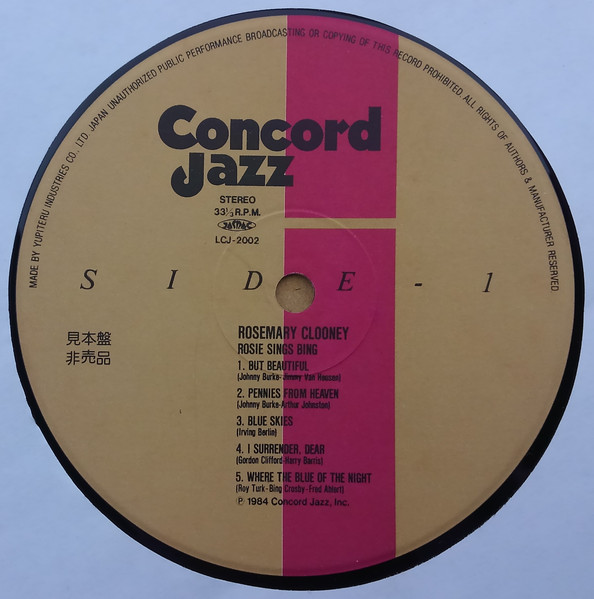 MADE BY YUPITERU INDUSTRIES CO., LTD. JAPAN. UNAUTHORIZED PUBLIC PERFORMANCE BROADCASTING OR COPYING OF THIS RECORD PROHIBITED. ALL RIGHTS OF AUTHORS & MANUFACTURER RESERVED
Concord
Jazz
STEREO
33⅓ R.P.M.
JASRAC
LCJ-2002
SIDE-1
見本盤
非売品
ROSEMARY CLOONEY
ROSIE SINGS BING
1. BUT BEAUTIFUL
(Johnny Burke-Jimmy Van Heusen)
2. PENNIES FROM HEAVEN
(Johnny Burke-Arthur Johnston)
3. BLUE SKIES
(Irving Berlin)
4. I SURRENDER, DEAR
(Gordon Clifford-Harry Barris)
5. WHERE THE BLUE OF THE NIGHT
(Roy Turk-Bing Crosby-Fred Ahlert)
℗ 1984 Concord Jazz, Inc.